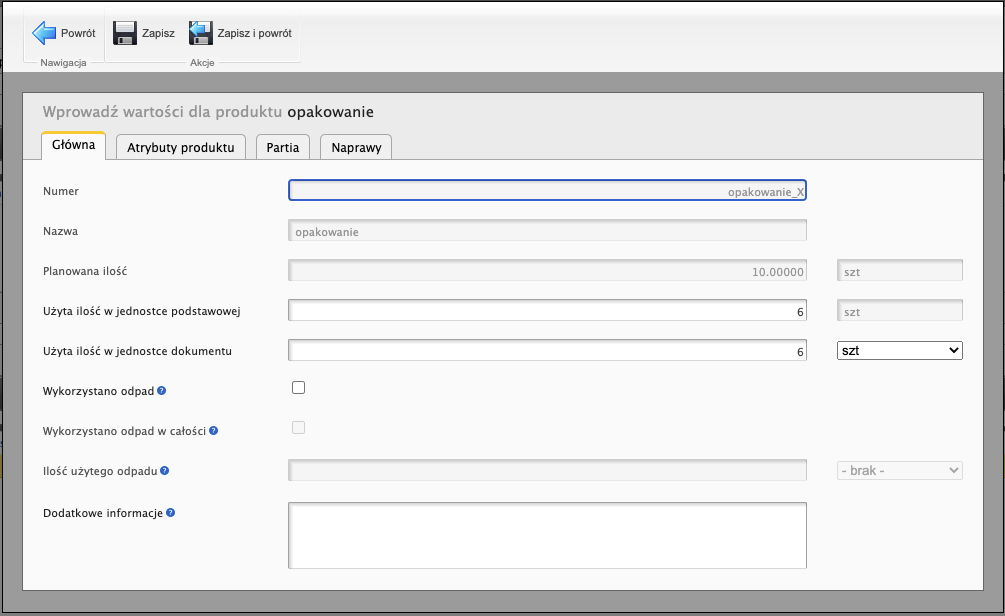 Powrót
Zapisz
Zapisz i powrót
Nawigacja
Akcje
Wprowadź wartości dla produktu opakowanie
Główna
Atrybuty produktu
Partia
Naprawy
Numer
opakowanie_X
Nazwa
opakowanie
Planowana ilość
10.00000
szt
Użyta ilość w jednostce podstawowej
6
szt
Użyta ilość w jednostce dokumentu
6
szt
Wykorzystano odpad ?
Wykorzystano odpad w całości ?
Ilość użytego odpadu ?
- brak -
Dodatkowe informacje ?